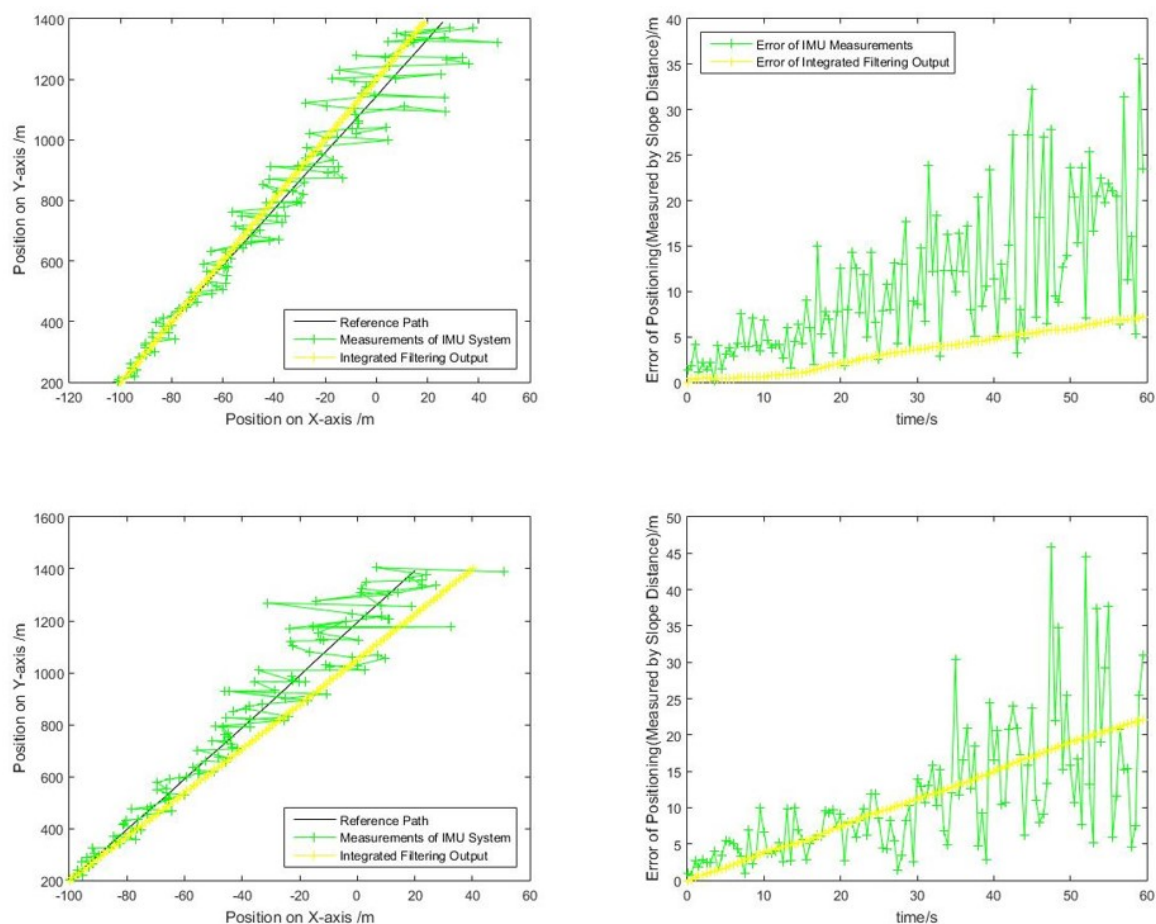 1400
1200
1000
800
600
400
200
-120 -100 -80 -60 -40 -20 0 20 40 60
Position on X-axis /m
Position on Y-axis /m
Reference Path
Measurements of IMU System
Integrated Filtering Output
40
35
30
25
20
15
10
5
0
0 10 20 30 40 50 60
time/s
Error of Positioning(Measured by Slope Distance)/m
Error of IMU Measurements
Error of Integrated Filtering Output
1600
1400
1200
1000
800
600
400
200
-100 -80 -60 -40 -20 0 20 40 60
Position on X-axis /m
Position on Y-axis /m
Reference Path
Measurements of IMU System
Integrated Filtering Output
50
45
40
35
30
25
20
15
10
5
0
0 10 20 30 40 50 60
time/s
Error of Positioning(Measured by Slope Distance)/m